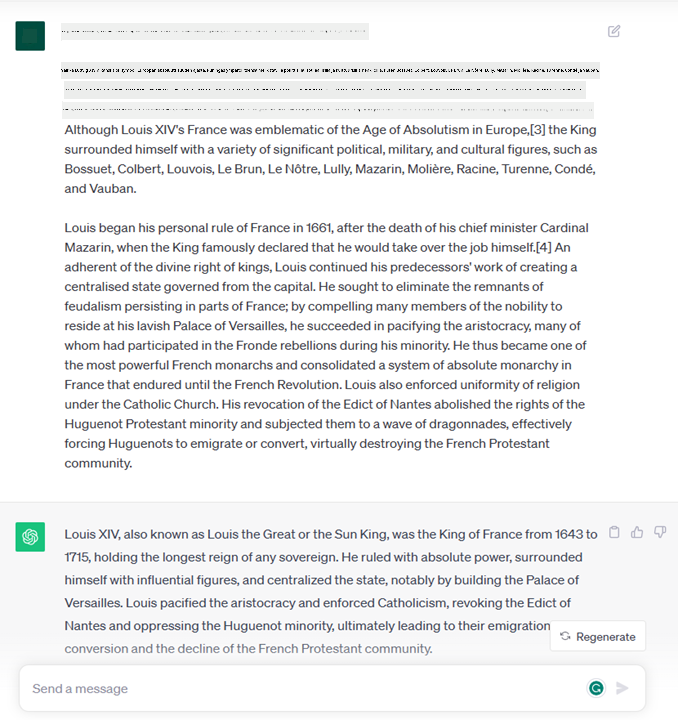 Although Louis XIV's France was emblematic of the Age of Absolutism in Europe,[3] the King
surrounded himself with a variety of significant political, military, and cultural figures, such as
Bossuet, Colbert, Louvois, Le Brun, Le Nôtre, Lully, Mazarin, Molière, Racine, Turenne, Condé,
and Vauban.
Louis began his personal rule of France in 1661, after the death of his chief minister Cardinal
Mazarin, when the King famously declared that he would take over the job himself.[4] An
adherent of the divine right of kings, Louis continued his predecessors' work of creating a
centralised state governed from the capital. He sought to eliminate the remnants of
feudalism persisting in parts of France; by compelling many members of the nobility to
reside at his lavish Palace of Versailles, he succeeded in pacifying the aristocracy, many of
whom had participated in the Fronde rebellions during his minority. He thus became one of
the most powerful French monarchs and consolidated a system of absolute monarchy in
France that endured until the French Revolution. Louis also enforced uniformity of religion
under the Catholic Church. His revocation of the Edict of Nantes abolished the rights of the
Huguenot Protestant minority and subjected them to a wave of dragonnades, effectively
forcing Huguenots to emigrate or convert, virtually destroying the French Protestant
community.
Louis XIV, also known as Louis the Great or the Sun King, was the King of France from 1643 to
1715, holding the longest reign of any sovereign. He ruled with absolute power, surrounded
himself with influential figures, and centralized the state, notably by building the Palace of
Versailles. Louis pacified the aristocracy and enforced Catholicism, revoking the Edict of
Nantes and oppressing the Huguenot minority, ultimately leading to their emigration
Regenerate
conversion and the decline of the French Protestant community.
Send a message